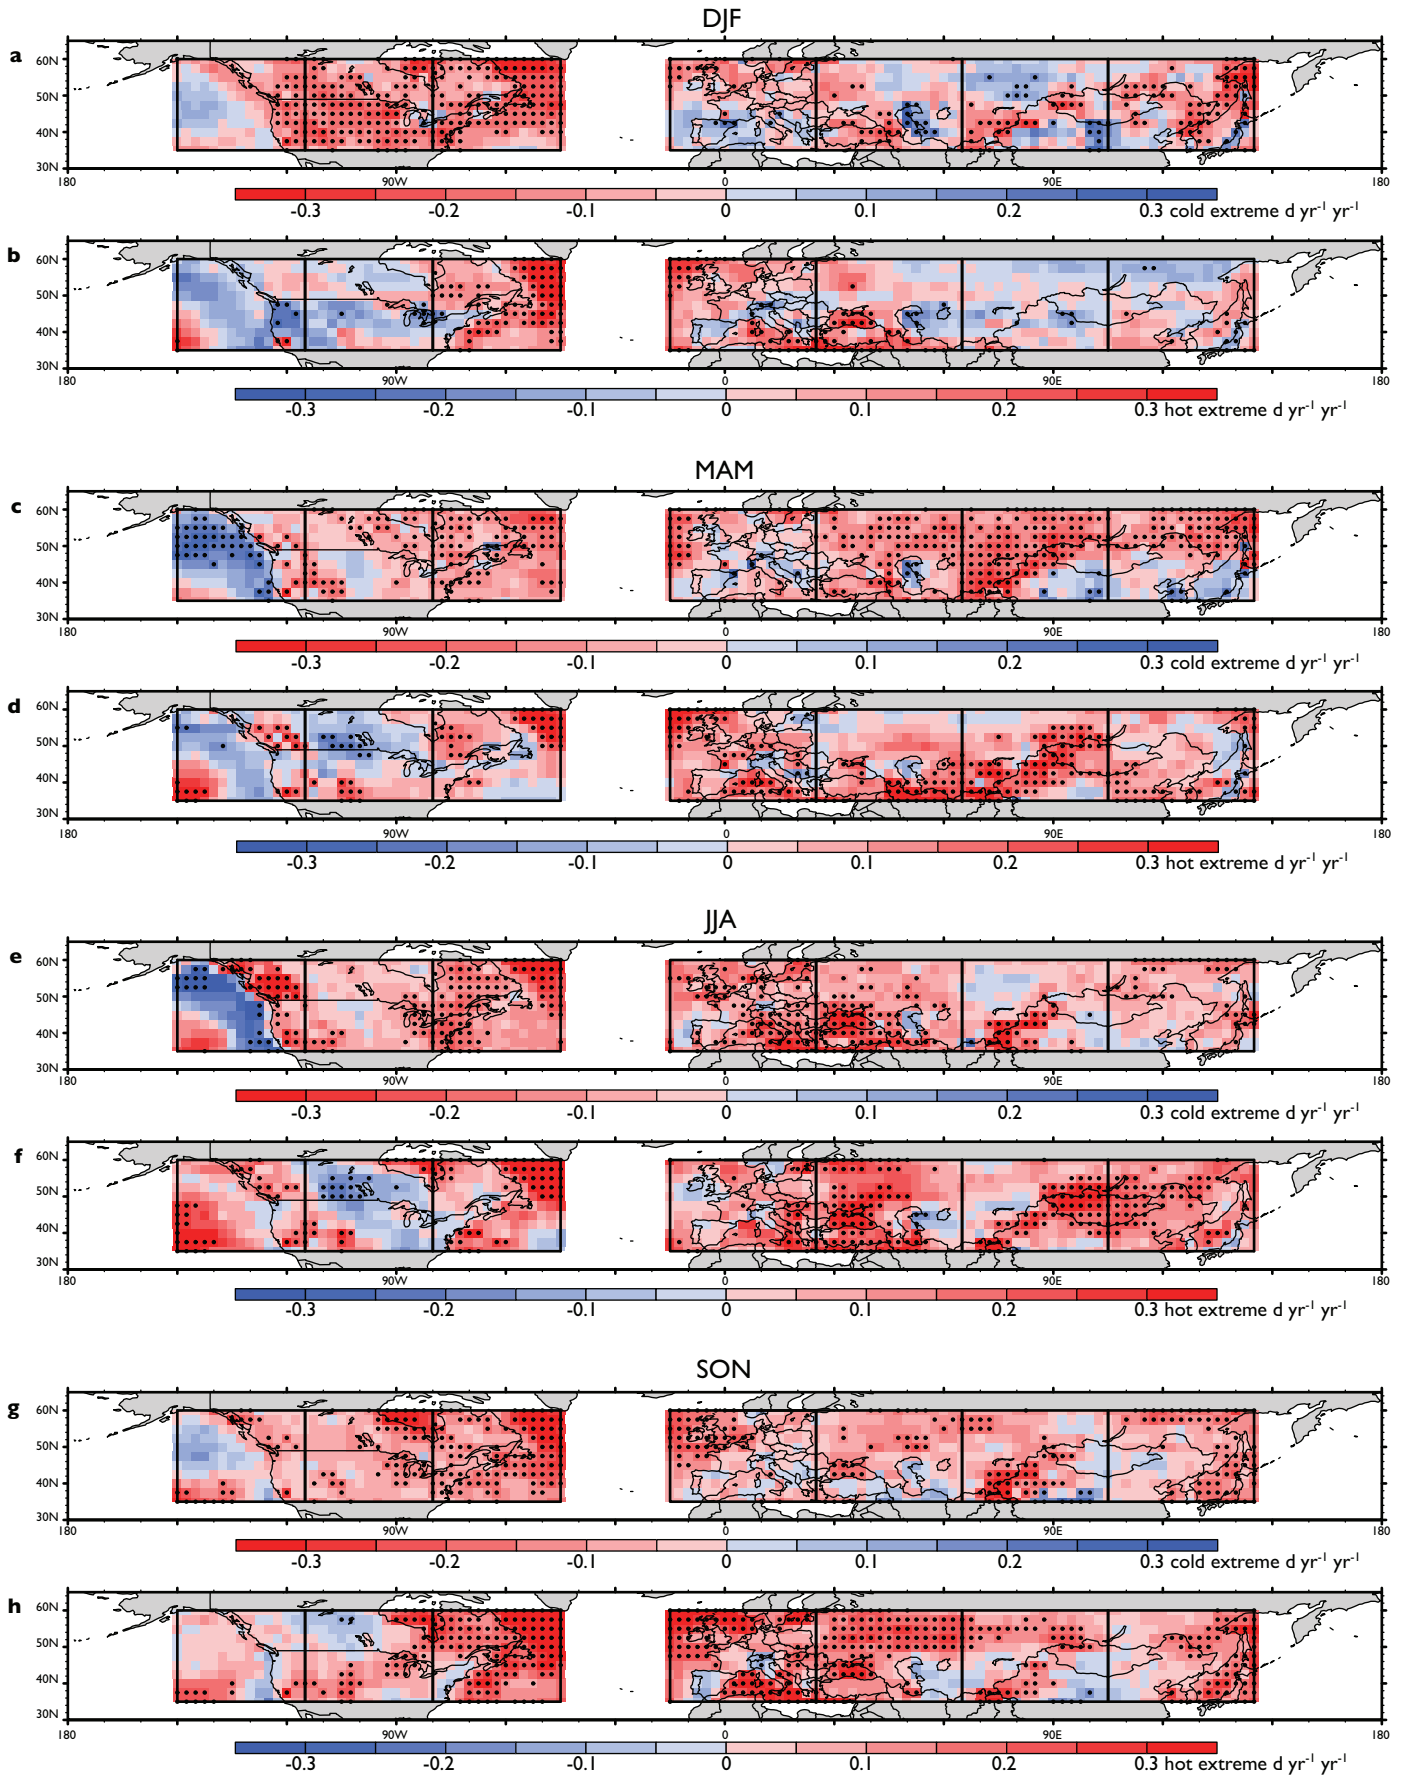 DJF
a
60N
50N
40N
30N
180 90W 0 90E 180
-0.3 -0.2 -0.1 0 0.1 0.2 0.3 cold extreme d yr⁻¹ yr⁻¹
b
60N
50N
40N
30N
180 90W 0 90E 180
-0.3 -0.2 -0.1 0 0.1 0.2 0.3 hot extreme d yr⁻¹ yr⁻¹
MAM
c
60N
50N
40N
30N
180 90W 0 90E 180
-0.3 -0.2 -0.1 0 0.1 0.2 0.3 cold extreme d yr⁻¹ yr⁻¹
d
60N
50N
40N
30N
180 90W 0 90E 180
-0.3 -0.2 -0.1 0 0.1 0.2 0.3 hot extreme d yr⁻¹ yr⁻¹
JJA
e
60N
50N
40N
30N
180 90W 0 90E 180
-0.3 -0.2 -0.1 0 0.1 0.2 0.3 cold extreme d yr⁻¹ yr⁻¹
f
60N
50N
40N
30N
180 90W 0 90E 180
-0.3 -0.2 -0.1 0 0.1 0.2 0.3 hot extreme d yr⁻¹ yr⁻¹
SON
g
60N
50N
40N
30N
180 90W 0 90E 180
-0.3 -0.2 -0.1 0 0.1 0.2 0.3 cold extreme d yr⁻¹ yr⁻¹
h
60N
50N
40N
30N
180 90W 0 90E 180
-0.3 -0.2 -0.1 0 0.1 0.2 0.3 hot extreme d yr⁻¹ yr⁻¹